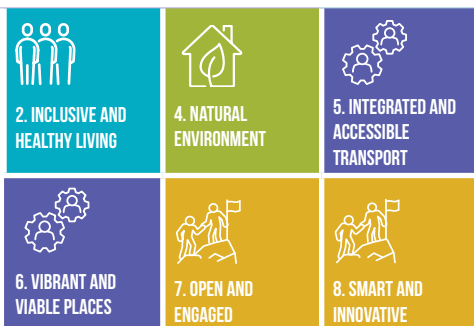 2. INCLUSIVE AND
HEALTHY LIVING
4. NATURAL
ENVIRONMENT
5. INTEGRATED AND
ACCESSIBLE
TRANSPORT
6. VIBRANT AND
VIABLE PLACES
7. OPEN AND
ENGAGED
8. SMART AND
INNOVATIVE